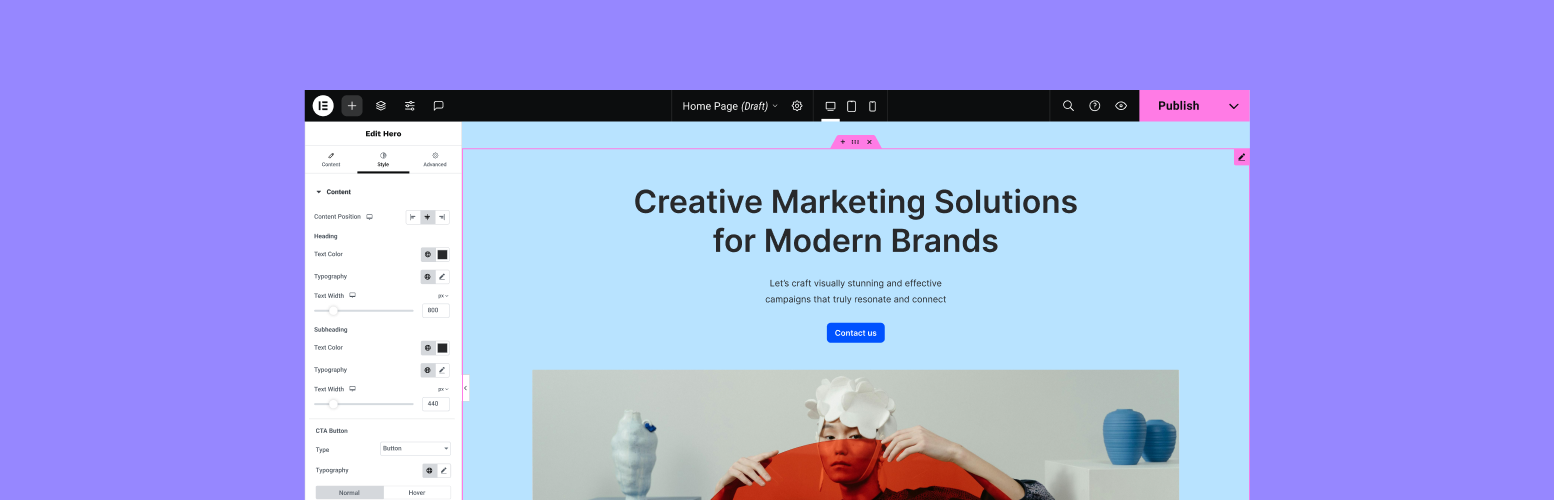 Home Page (Draft)
Publish
Edit Hero
Content
Style
Advanced
Content
Content Position
Heading
Text Color
Typography
Text Width
px
800
Subheading
Text Color
Typography
Text Width
px
440
CTA Button
Type
Button
Typography
Normal
Hover
Creative Marketing Solutions
for Modern Brands
Let's craft visually stunning and effective
campaigns that truly resonate and connect
Contact us